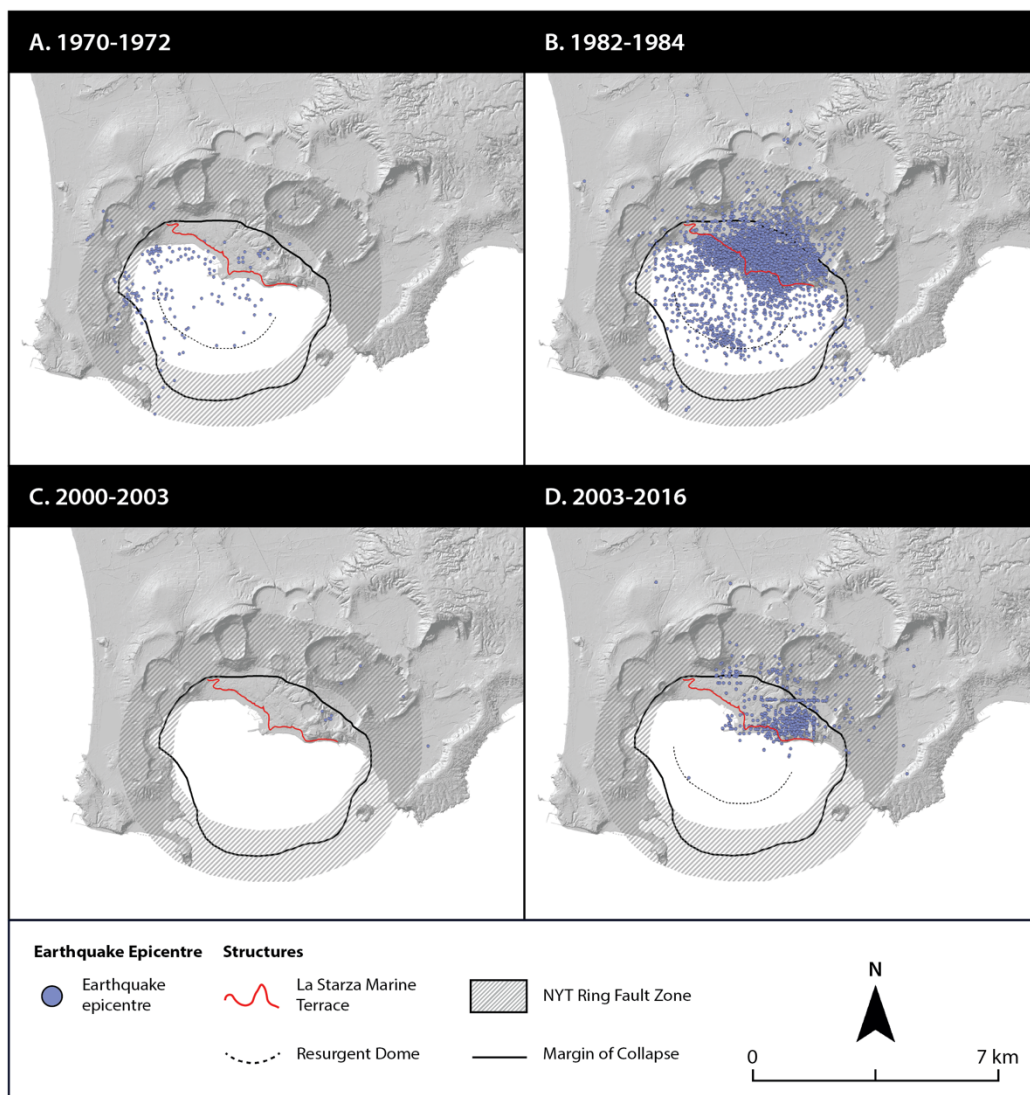 A. 1970-1972
B. 1982-1984
C. 2000-2003
D. 2003-2016
Earthquake Epicentre
Structures
Earthquake
epicentre
La Starza Marine
Terrace
NYT Ring Fault Zone
Resurgent Dome
Margin of Collapse
N
0
7 km